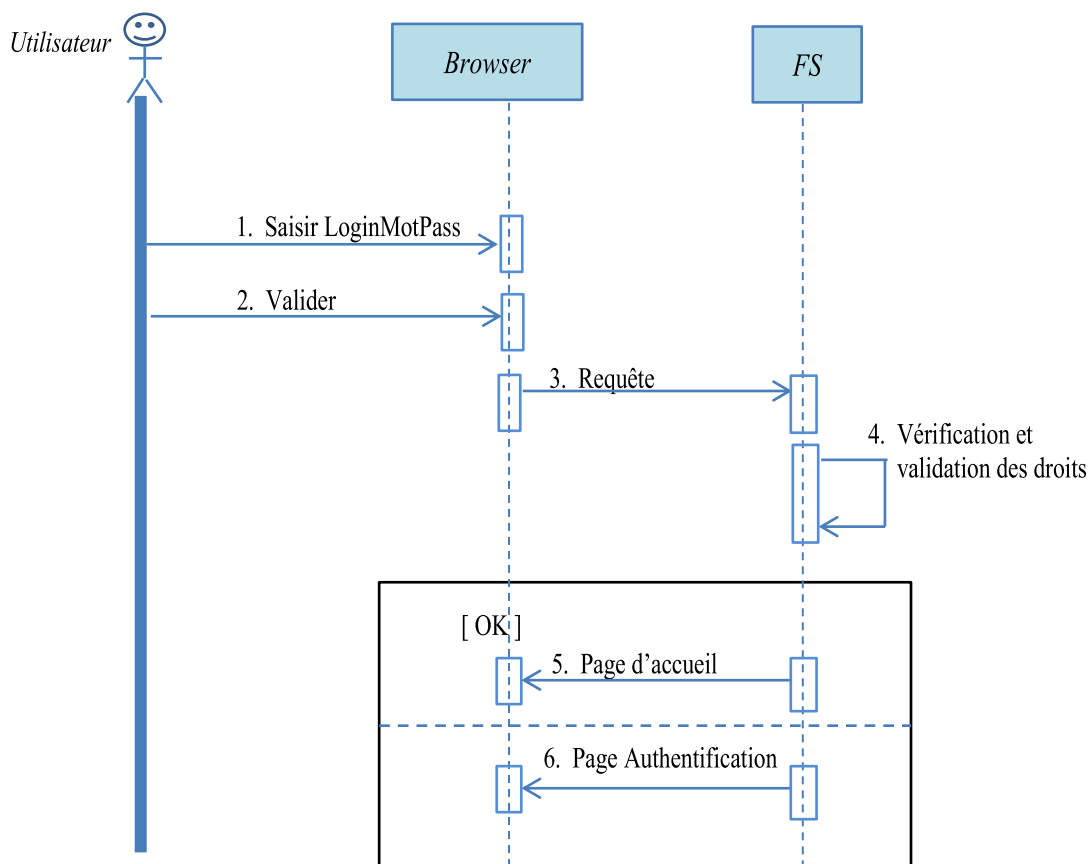 Utilisateur
Browser
FS
1. Saisir LoginMotPass
2. Valider
3. Requête
4. Vérification et
validation des droits
[ OK ]
5. Page d’accueil
6. Page Authentification